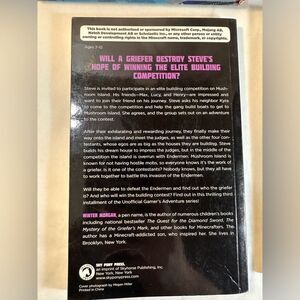 This book is not authorized or sponsored by Microsoft Corp., Mojang AB,
Notch Development AB or Scholastic Inc., or any other person or entity
owning or controlling rights in the Minecraft name, trademark, or copyrights.
Ages 7-12
WILL A GRIEFER DESTROY STEVE'S
HOPE OF WINNING THE ELITE BUILDING
COMPETITION?
Steve is invited to participate in an elite building competition on Mush-
room Island. His friends—Max, Lucy, and Henry—are impressed and
want to join their friend on his journey. Steve asks his neighbor Kyra
to come to the competition and help the gang build boats to get to
Mushroom Island. She agrees, and the group sets out on an adventure
to the contest.
After their exhilarating and rewarding journey, they finally make their
way onto the island and meet the judges, as well as the other four con-
testants, whose egos are as big as the houses they are building. Steve
builds his dream house to impress the judges, but in the middle of the
competition the island is overrun with Endermen. Mushroom Island is
known for not having hostile mobs, so everyone knows it's the work of
a griefer. Is it one of the contestants? Nobody knows, but they all have
to work together to battle this invasion of the Endermen.
Will they be able to defeat the Endermen and find out who the griefer
is? And who will win the building contest? Find out in this thrilling third
installment of the Unofficial Gamer's Adventure series!
WINTER MORGAN, a pen name, is the author of numerous children's books
including national bestseller The Quest for the Diamond Sword, The
Mystery of the Griefer's Mark, and other books for Minecrafters. The
author has a Minecraft-addicted son, who inspired her. She lives in
Brooklyn, New York.
SKY PONY PRESS
an imprint of Skyhorse Publishing, Inc.
New York, New York
www.skyponypress.com
Cover photograph by Megan Miller
Printed in China